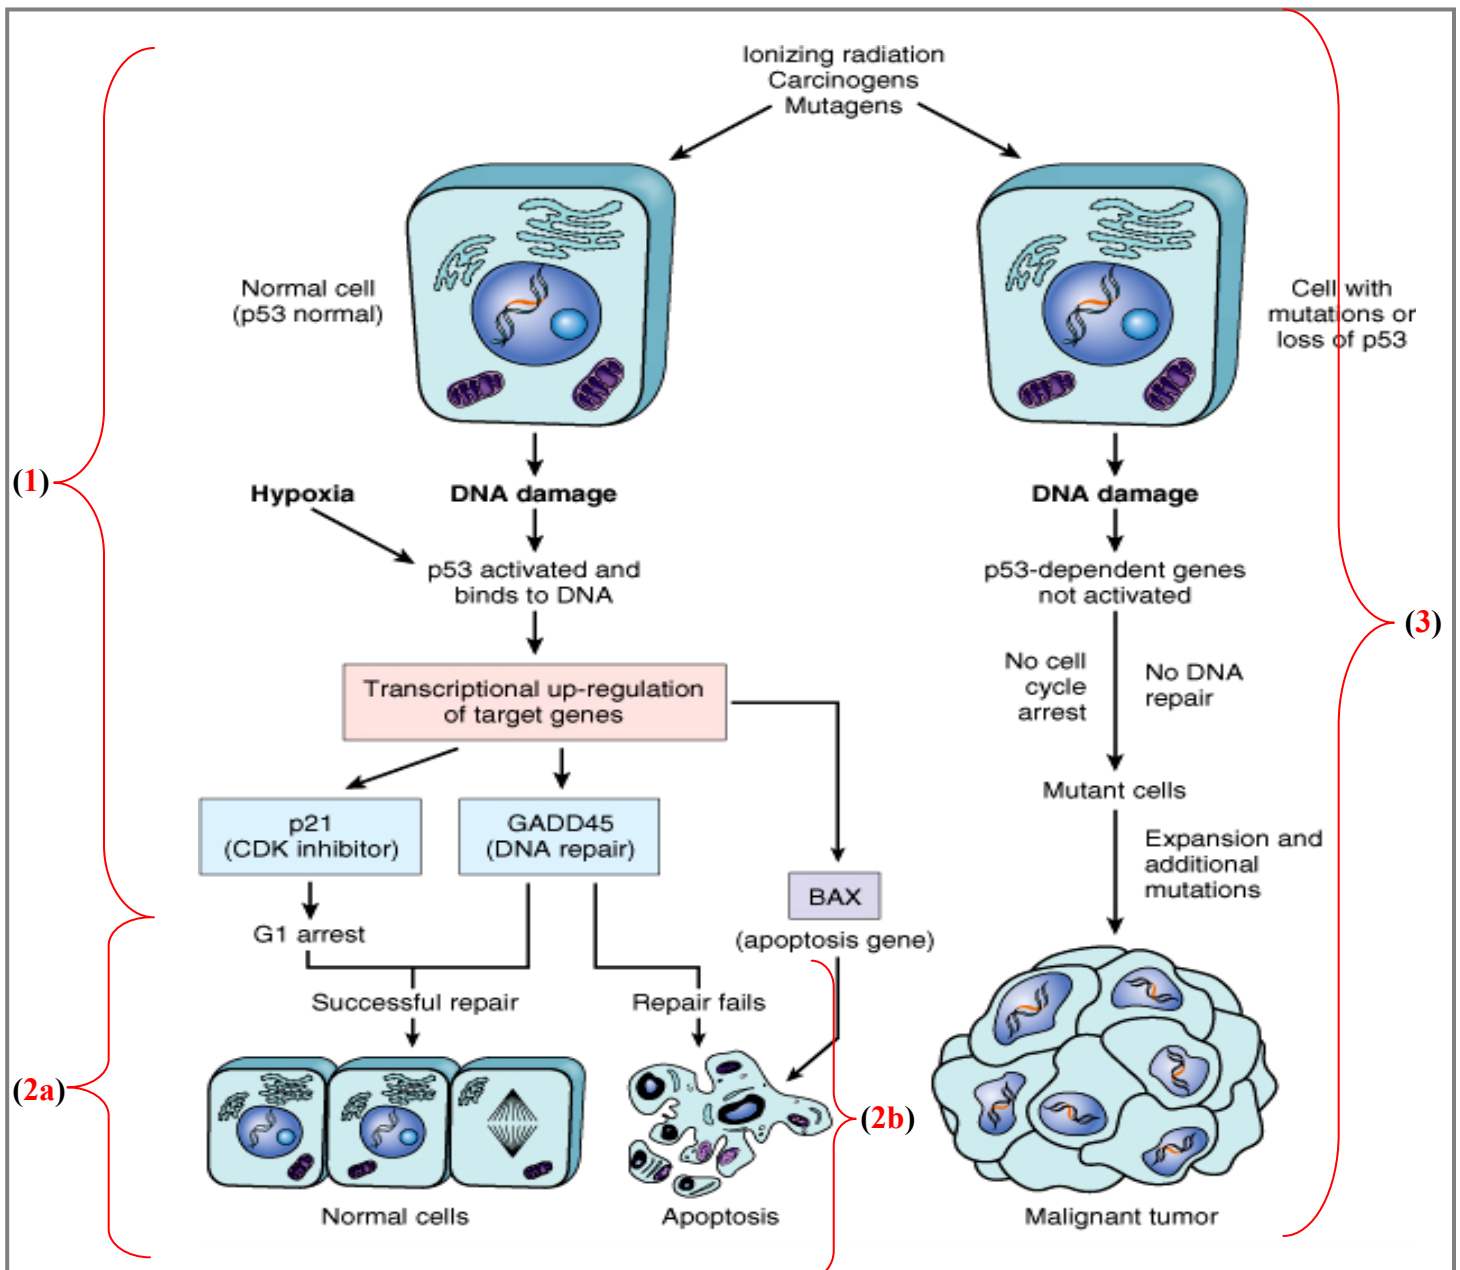 Ionizing radiation
Carcinogens
Mutagens
Normal cell
(p53 normal)
Cell with
mutations or
loss of p53
(1)
Hypoxia
DNA damage
DNA damage
p53 activated and
binds to DNA
p53-dependent genes
not activated
(3)
Transcriptional up-regulation
of target genes
No cell
cycle
arrest
No DNA
repair
p21
(CDK inhibitor)
GADD45
(DNA repair)
Mutant cells
BAX
(apoptosis gene)
Expansion and
additional
mutations
G1 arrest
Successful repair
Repair fails
(2a)
(2b)
Normal cells
Apoptosis
Malignant tumor